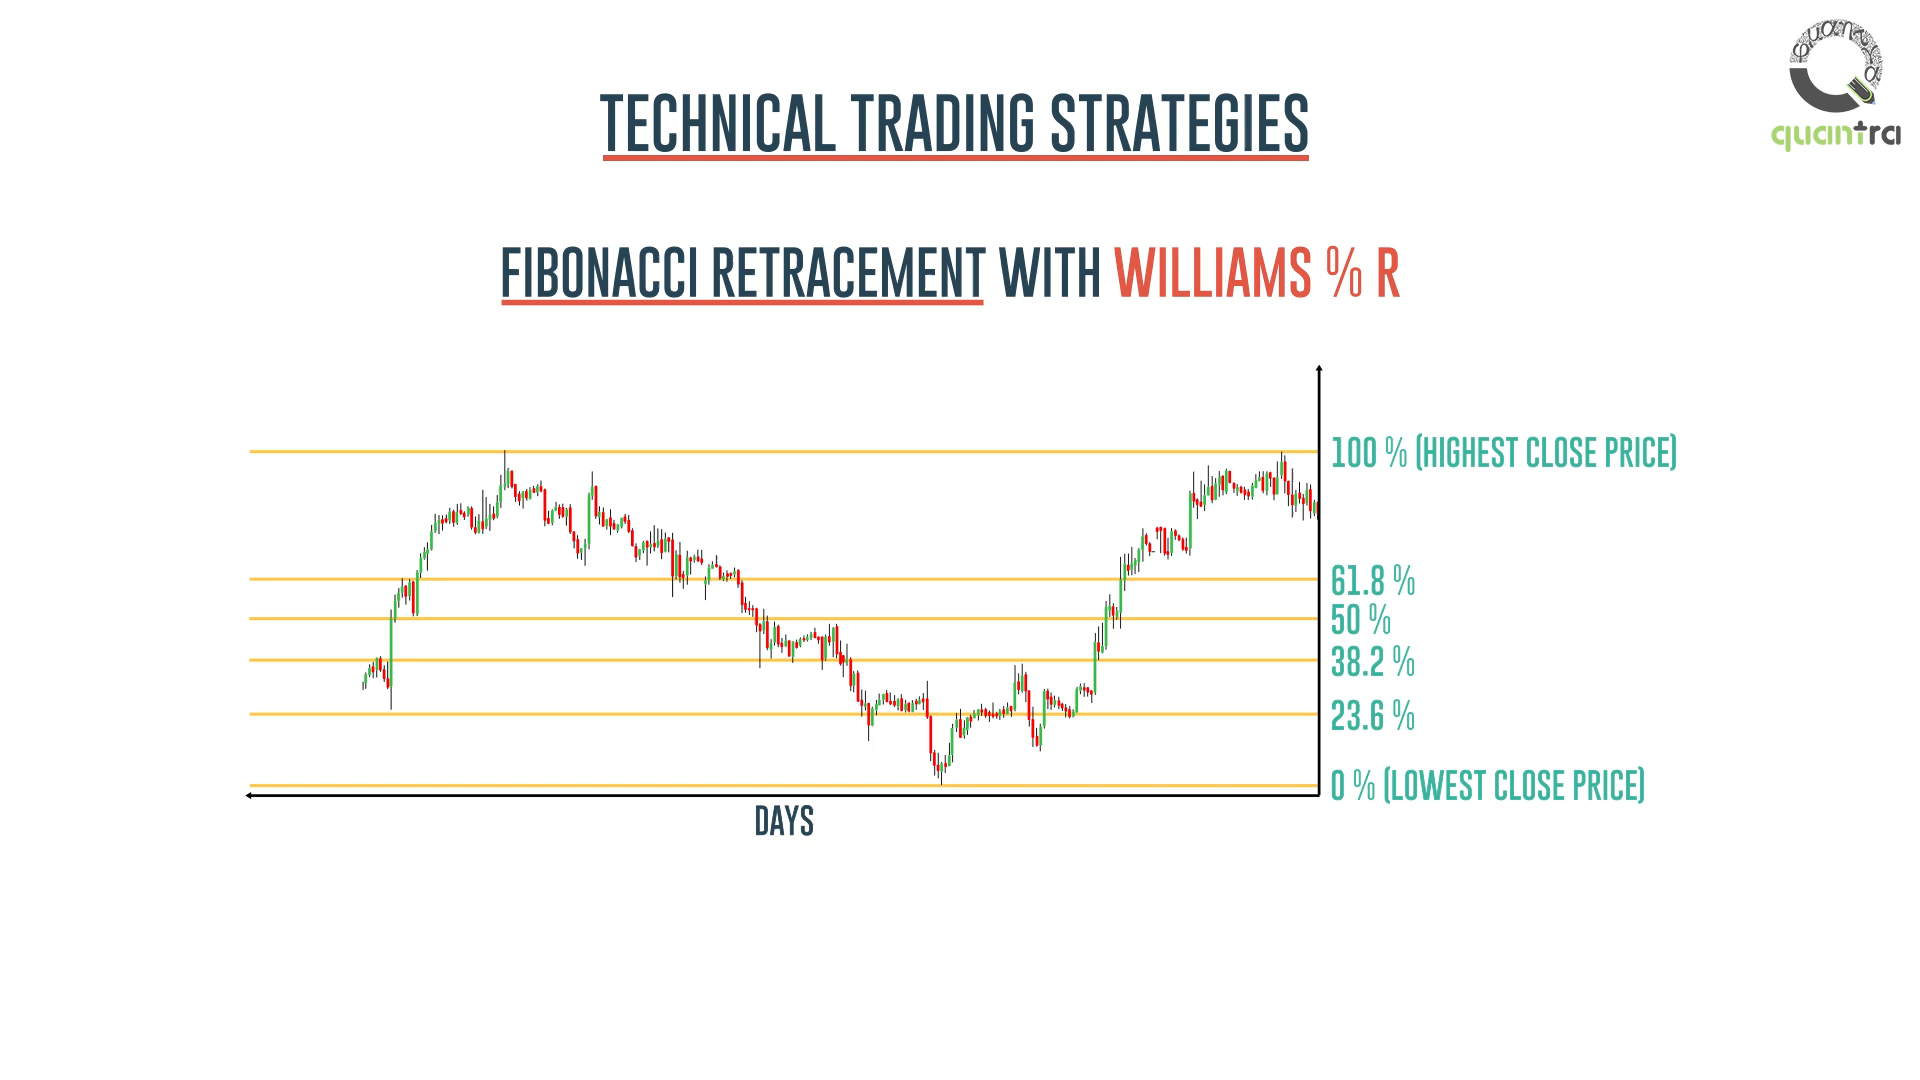 quantra
quantra
TECHNICAL TRADING STRATEGIES
FIBONACCI RETRACEMENT WITH WILLIAMS % R
100 % (HIGHEST CLOSE PRICE)
61.8 %
50 %
38.2 %
23.6 %
0 % (LOWEST CLOSE PRICE)
DAYS